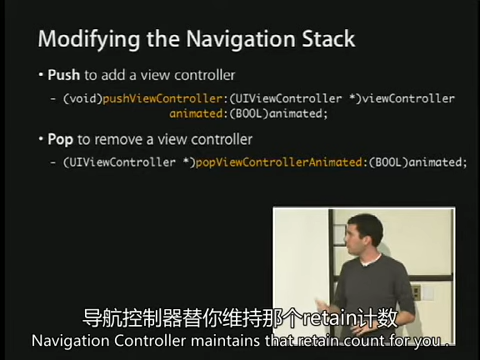 Modifying the Navigation Stack
• Push to add a view controller
- (void)pushViewController:(UIViewController *)viewController
animated:(BOOL)animated;
• Pop to remove a view controller
- (UIViewController *)popViewControllerAnimated:(BOOL)animated;
导航控制器替你维持那个retain计数
Navigation Controller maintains that retain count for you .